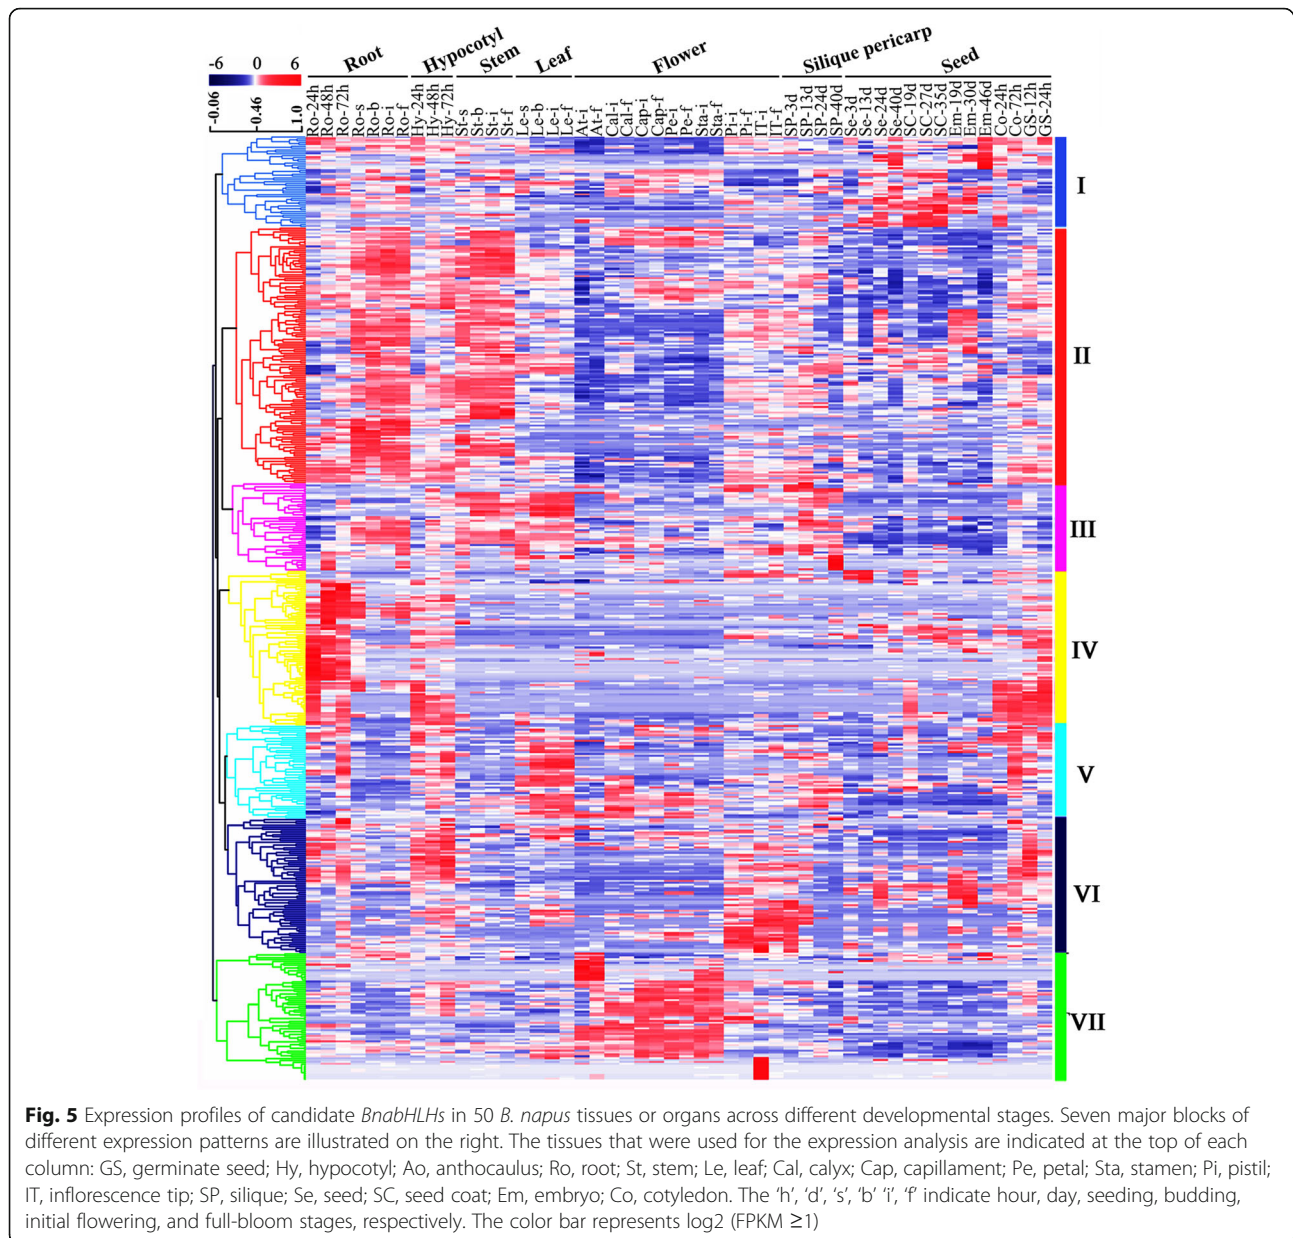 Root Hypocotyl Stem Leaf Flower Silique pericarp Seed
-6 0 6
-0.06 0.46 1.0
Ro-24h Ro-48h Ro-72h Ro-s Ro-b Ro-i Ro-f Hy-24h Hy-48h Hy-72h St-s St-b St-i St-f Le-s Le-b Le-i Le-f At-i At-f Cal-i Cal-f Cap-i Cap-f Pe-i Pe-f Sta-i Sta-f Pi-i Pi-f IT-i IT-f SP-3d SP-13d SP-24d SP-40d Se-3d Se-13d Se-24d Se-40d SC-19d SC-27d SC-35d Em-19d Em-30d Em-46d Co-24h Co-72h GS-12h GS-24h
I
II
III
IV
V
VI
VII
Fig. 5 Expression profiles of candidate BnabHLHs in 50 B. napus tissues or organs across different developmental stages. Seven major blocks of
different expression patterns are illustrated on the right. The tissues that were used for the expression analysis are indicated at the top of each
column: GS, germinate seed; Hy, hypocotyl; Ao, anthocaulus; Ro, root; St, stem; Le, leaf; Cal, calyx; Cap, capillament; Pe, petal; Sta, stamen; Pi, pistil;
IT, inflorescence tip; SP, silique; Se, seed; SC, seed coat; Em, embryo; Co, cotyledon. The ‘h’, ‘d’, ‘s’, ‘b’ ‘i’, ‘f’ indicate hour, day, seeding, budding,
initial flowering, and full-bloom stages, respectively. The color bar represents log2 (FPKM ≥1)